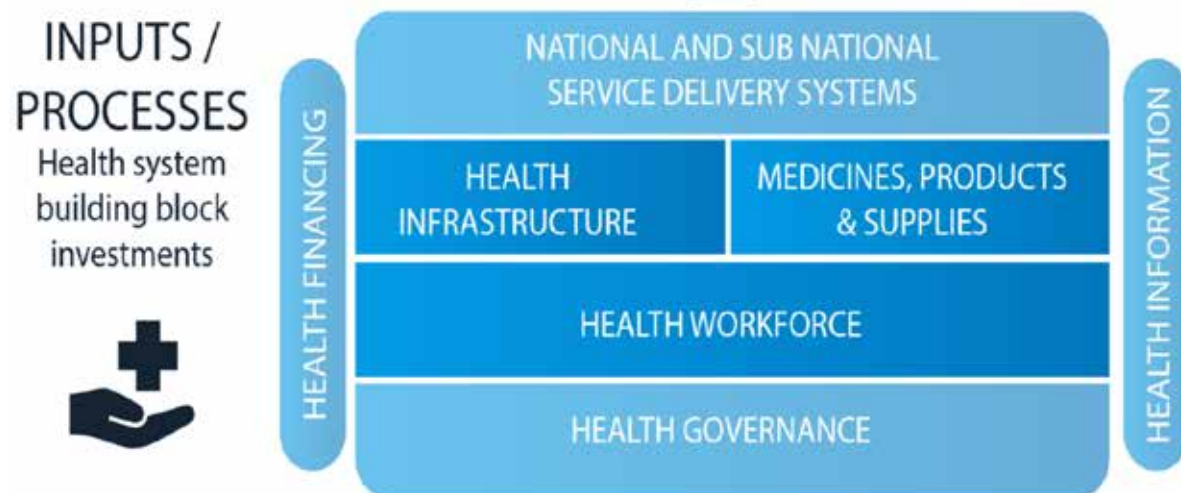 INPUTS /
PROCESSES
Health system
building block
investments
HEALTH FINANCING
NATIONAL AND SUB NATIONAL
SERVICE DELIVERY SYSTEMS
HEALTH
INFRASTRUCTURE
MEDICINES, PRODUCTS
& SUPPLIES
HEALTH WORKFORCE
HEALTH GOVERNANCE
HEALTH INFORMATION